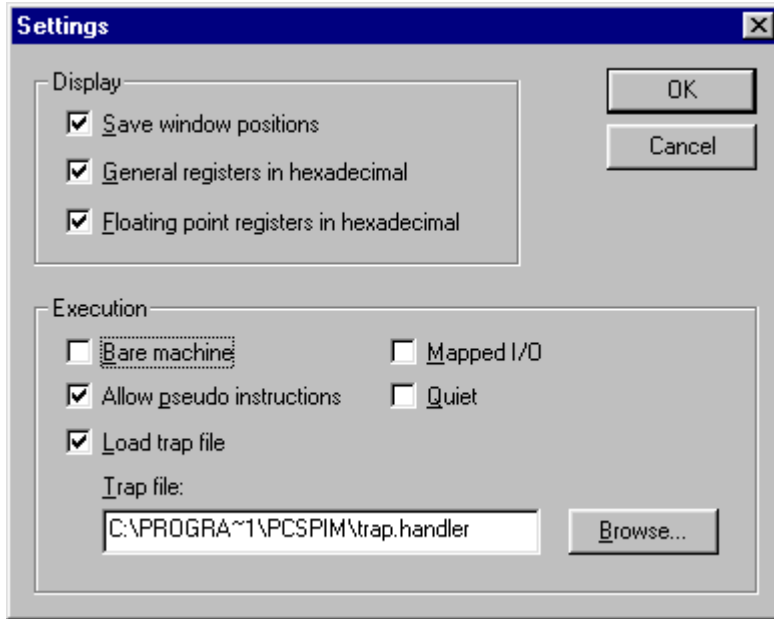 Settings
Display
OK
Save window positions
Cancel
General registers in hexadecimal
Floating point registers in hexadecimal
Execution
Bare machine
Mapped I/O
Allow pseudo instructions
Quiet
Load trap file
Trap file:
C:\PROGRA~1\PCSPIM\trap.handler
Browse...